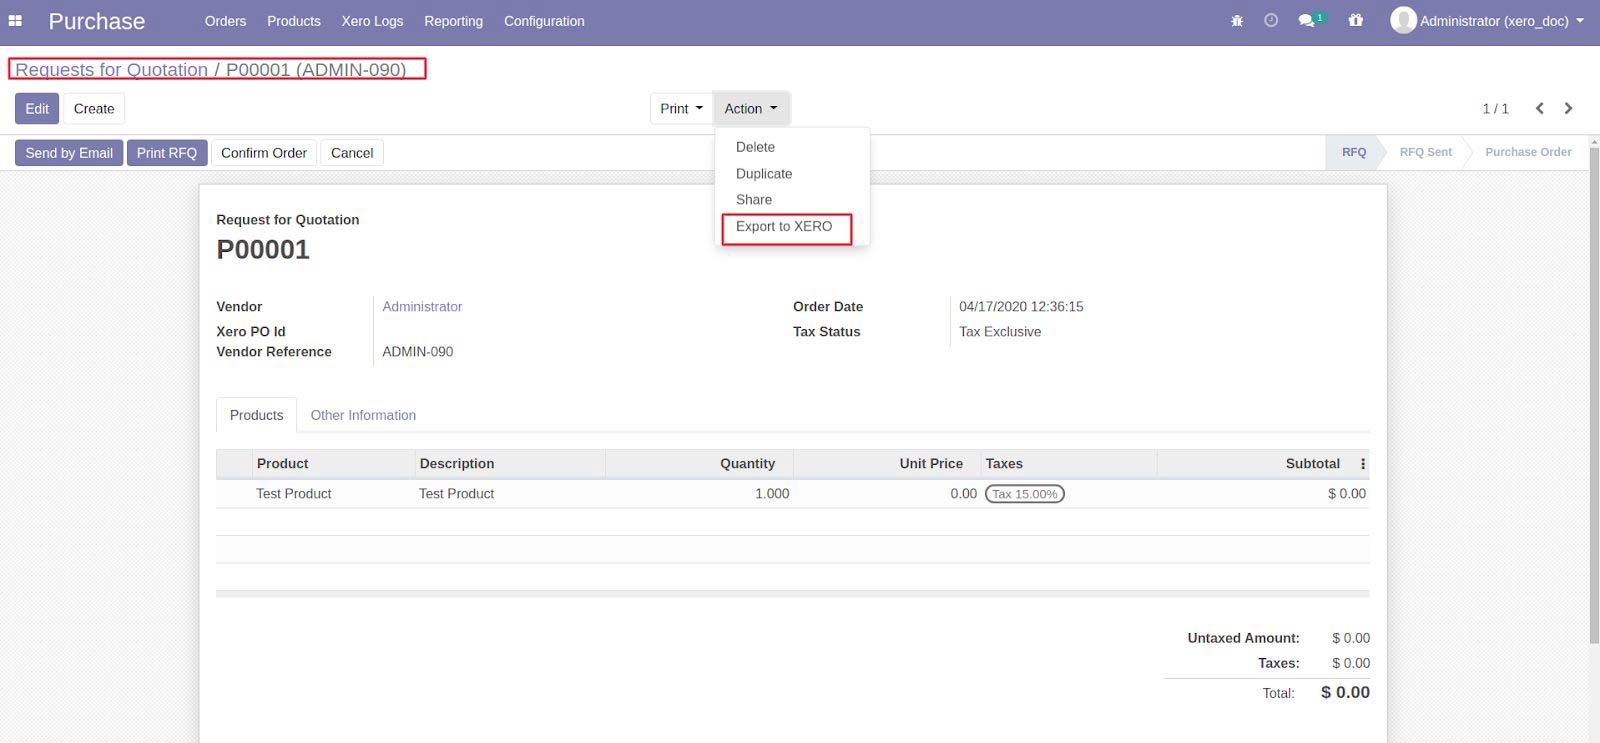 Purchase Orders Products Xero Logs Reporting Configuration 1 Administrator (xero_doc)
Requests for Quotation / P00001 (ADMIN-090)
Edit Create Print Action 1 / 1
Send by Email Print RFQ Confirm Order Cancel RFQ RFQ Sent Purchase Order
Delete
Duplicate
Share
Export to XERO
Request for Quotation
P00001
Vendor Administrator Order Date 04/17/2020 12:36:15
Xero PO Id Tax Status Tax Exclusive
Vendor Reference ADMIN-090
Products Other Information
Product Description Quantity Unit Price Taxes Subtotal
Test Product Test Product 1.000 0.00 Tax 15.00% $ 0.00
Untaxed Amount: $ 0.00
Taxes: $ 0.00
Total: $ 0.00